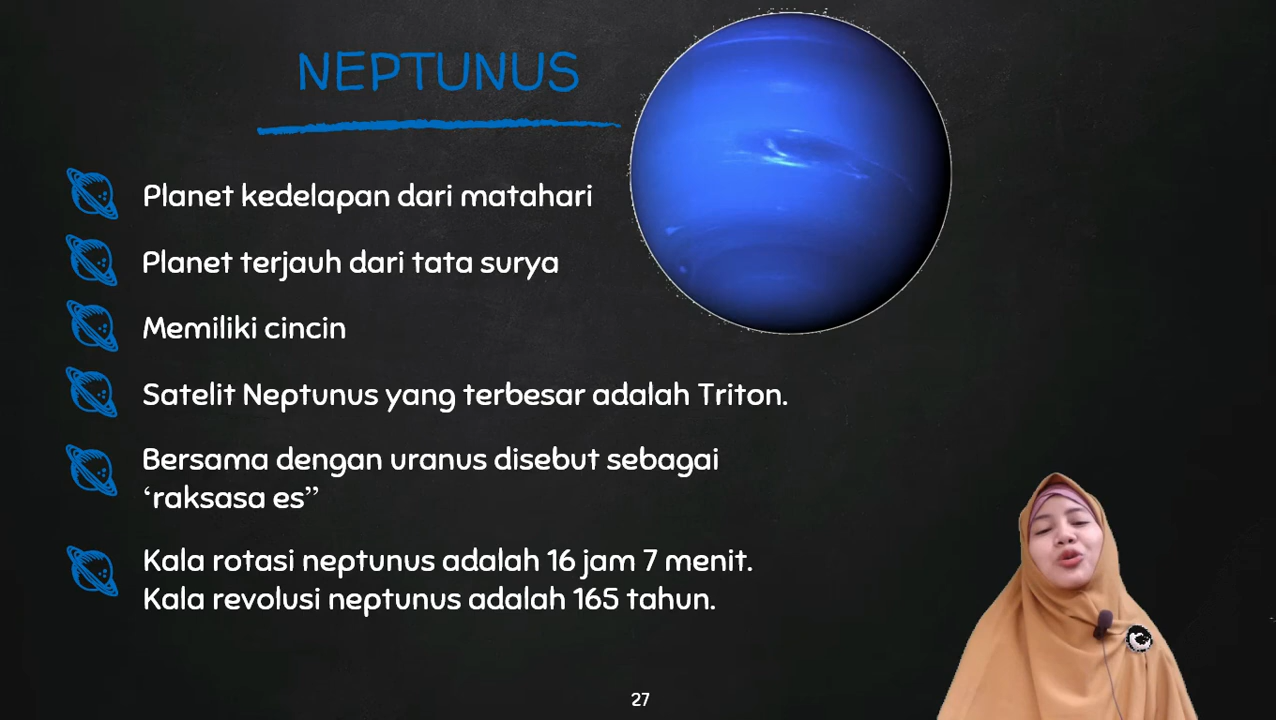 NEPTUNUS
Planet kedelapan dari matahari
Planet terjauh dari tata surya
Memiliki cincin
Satelit Neptunus yang terbesar adalah Triton.
Bersama dengan uranus disebut sebagai
‘raksasa es”
Kala rotasi neptunus adalah 16 jam 7 menit.
Kala revolusi neptunus adalah 165 tahun.
27